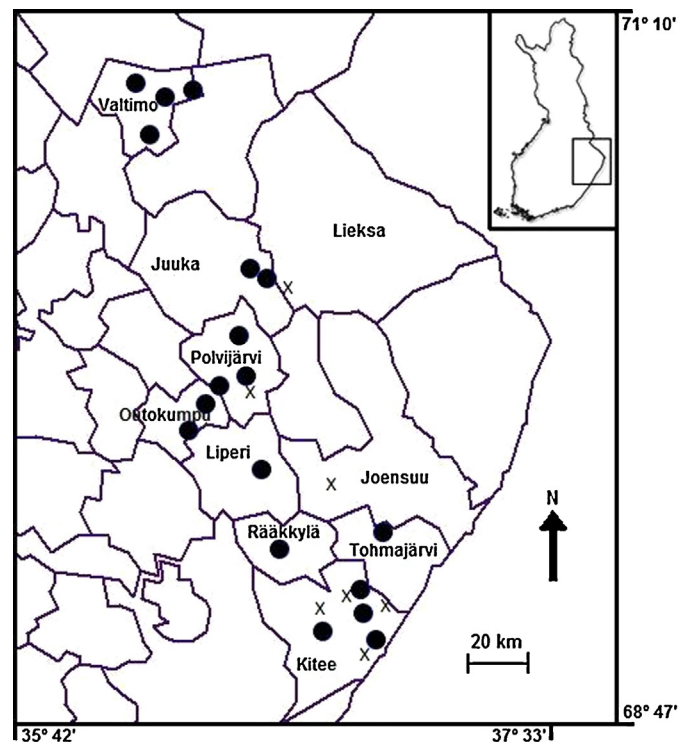 71° 10'
Valtimo
Lieksa
Juuka
x
Polvijärvi
x
Outokumpu
Liperi
Joensuu
x
N
Rääkkylä
Tohmajärvi
x
x
x
20 km
x
Kitee
68° 47'
35° 42'
37° 33'